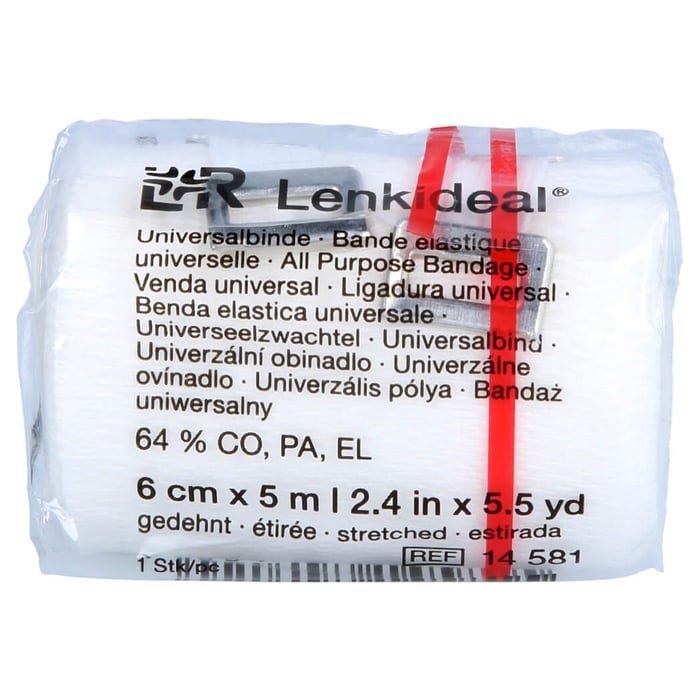 L&R Lenkideal®
Universalbinde · Bande élastique
universelle · All Purpose Bandage ·
Venda universal · Ligadura universal ·
Benda elastica universale ·
Universeelzwachtel · Universalbind ·
Univerzální obinadlo · Univerzálne
ovínadlo · Univerzális pólya · Bandaż
uniwersalny
64 % CO, PA, EL
6 cm x 5 m | 2.4 in x 5.5 yd
gedehnt · étirée · stretched · estirada
REF 14 581
1 Stk/pc